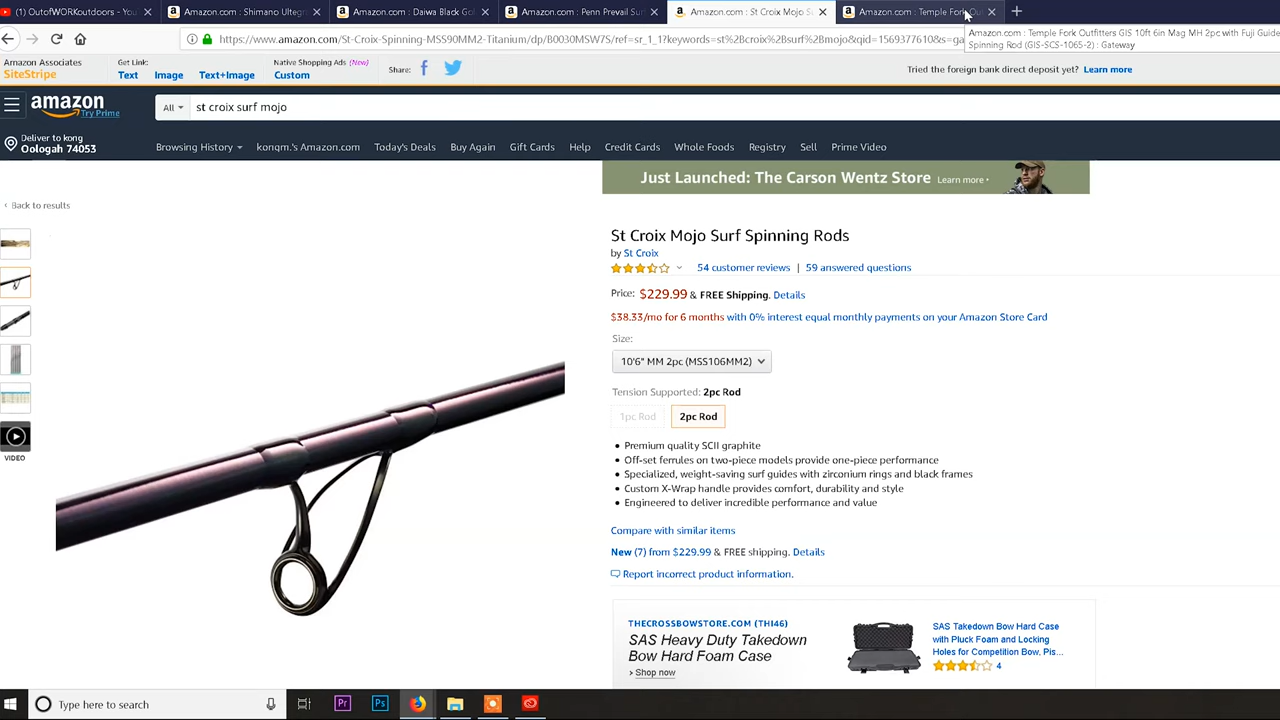 (1) OutofWORKoutdoors - You
Amazon.com : Shimano Ultegr
Amazon.com : Daiwa Black Go
Amazon.com : Penn Prevail Surf
Amazon.com : St Croix Mojo S
Amazon.com : Temple Fork Out
https://www.amazon.com/St-Croix-Spinning-MSS90MM2-Titanium/dp/B0030MSW7S/ref=sr_1_1?keywords=st%2Bcroix%2Bsurf%2Bmojo&qid=1569377610&s=ga
Amazon.com : Temple Fork Outfitters GIS 10ft 6in Mag MH 2pc with Fuji Guide
Spinning Rod (GIS-SCS-1065-2) : Gateway
Amazon Associates
SiteStripe
Get Link:
Text Image Text+Image
Native Shopping Ads (New)
Custom
Share:
Tried the foreign bank direct deposit yet? Learn more
amazon
Try Prime
All
st croix surf mojo
Deliver to kong
Oologah 74053
Browsing History
konqm.'s Amazon.com
Today's Deals
Buy Again
Gift Cards
Help
Credit Cards
Whole Foods
Registry
Sell
Prime Video
Just Launched: The Carson Wentz Store Learn more
‹ Back to results
VIDEO
St Croix Mojo Surf Spinning Rods
by St Croix
54 customer reviews | 59 answered questions
Price: $229.99 & FREE Shipping. Details
$38.33/mo for 6 months with 0% interest equal monthly payments on your Amazon Store Card
Size:
10'6" MM 2pc (MSS106MM2)
Tension Supported: 2pc Rod
1pc Rod
2pc Rod
• Premium quality SCII graphite
• Off-set ferrules on two-piece models provide one-piece performance
• Specialized, weight-saving surf guides with zirconium rings and black frames
• Custom X-Wrap handle provides comfort, durability and style
• Engineered to deliver incredible performance and value
Compare with similar items
New (7) from $229.99 & FREE shipping. Details
Report incorrect product information.
THECROSSBOWSTORE.COM (THI46)
SAS Heavy Duty Takedown
Bow Hard Foam Case
› Shop now
SAS Takedown Bow Hard Case
with Pluck Foam and Locking
Holes for Competition Bow, Pis...
4
Type here to search
Pr
Ps